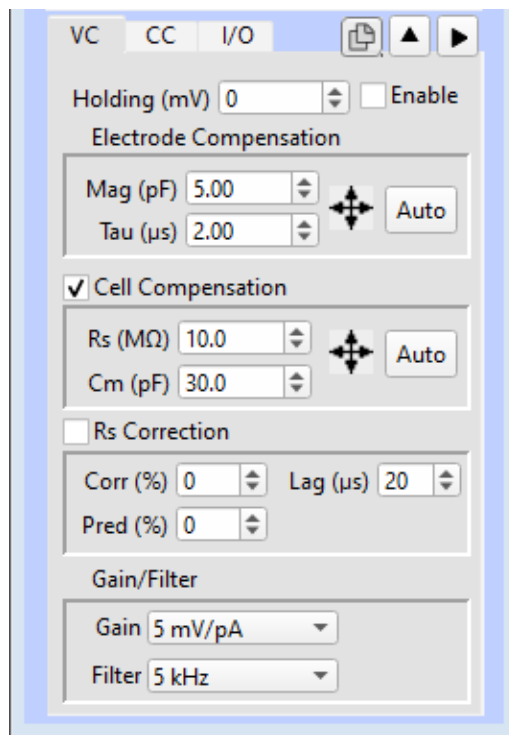 VC CC I/O
Holding (mV) 0 Enable
Electrode Compensation
Mag (pF) 5.00
Auto
Tau (µs) 2.00
Cell Compensation
Rs (MΩ) 10.0
Auto
Cm (pF) 30.0
Rs Correction
Corr (%) 0 Lag (µs) 20
Pred (%) 0
Gain/Filter
Gain 5 mV/pA
Filter 5 kHz